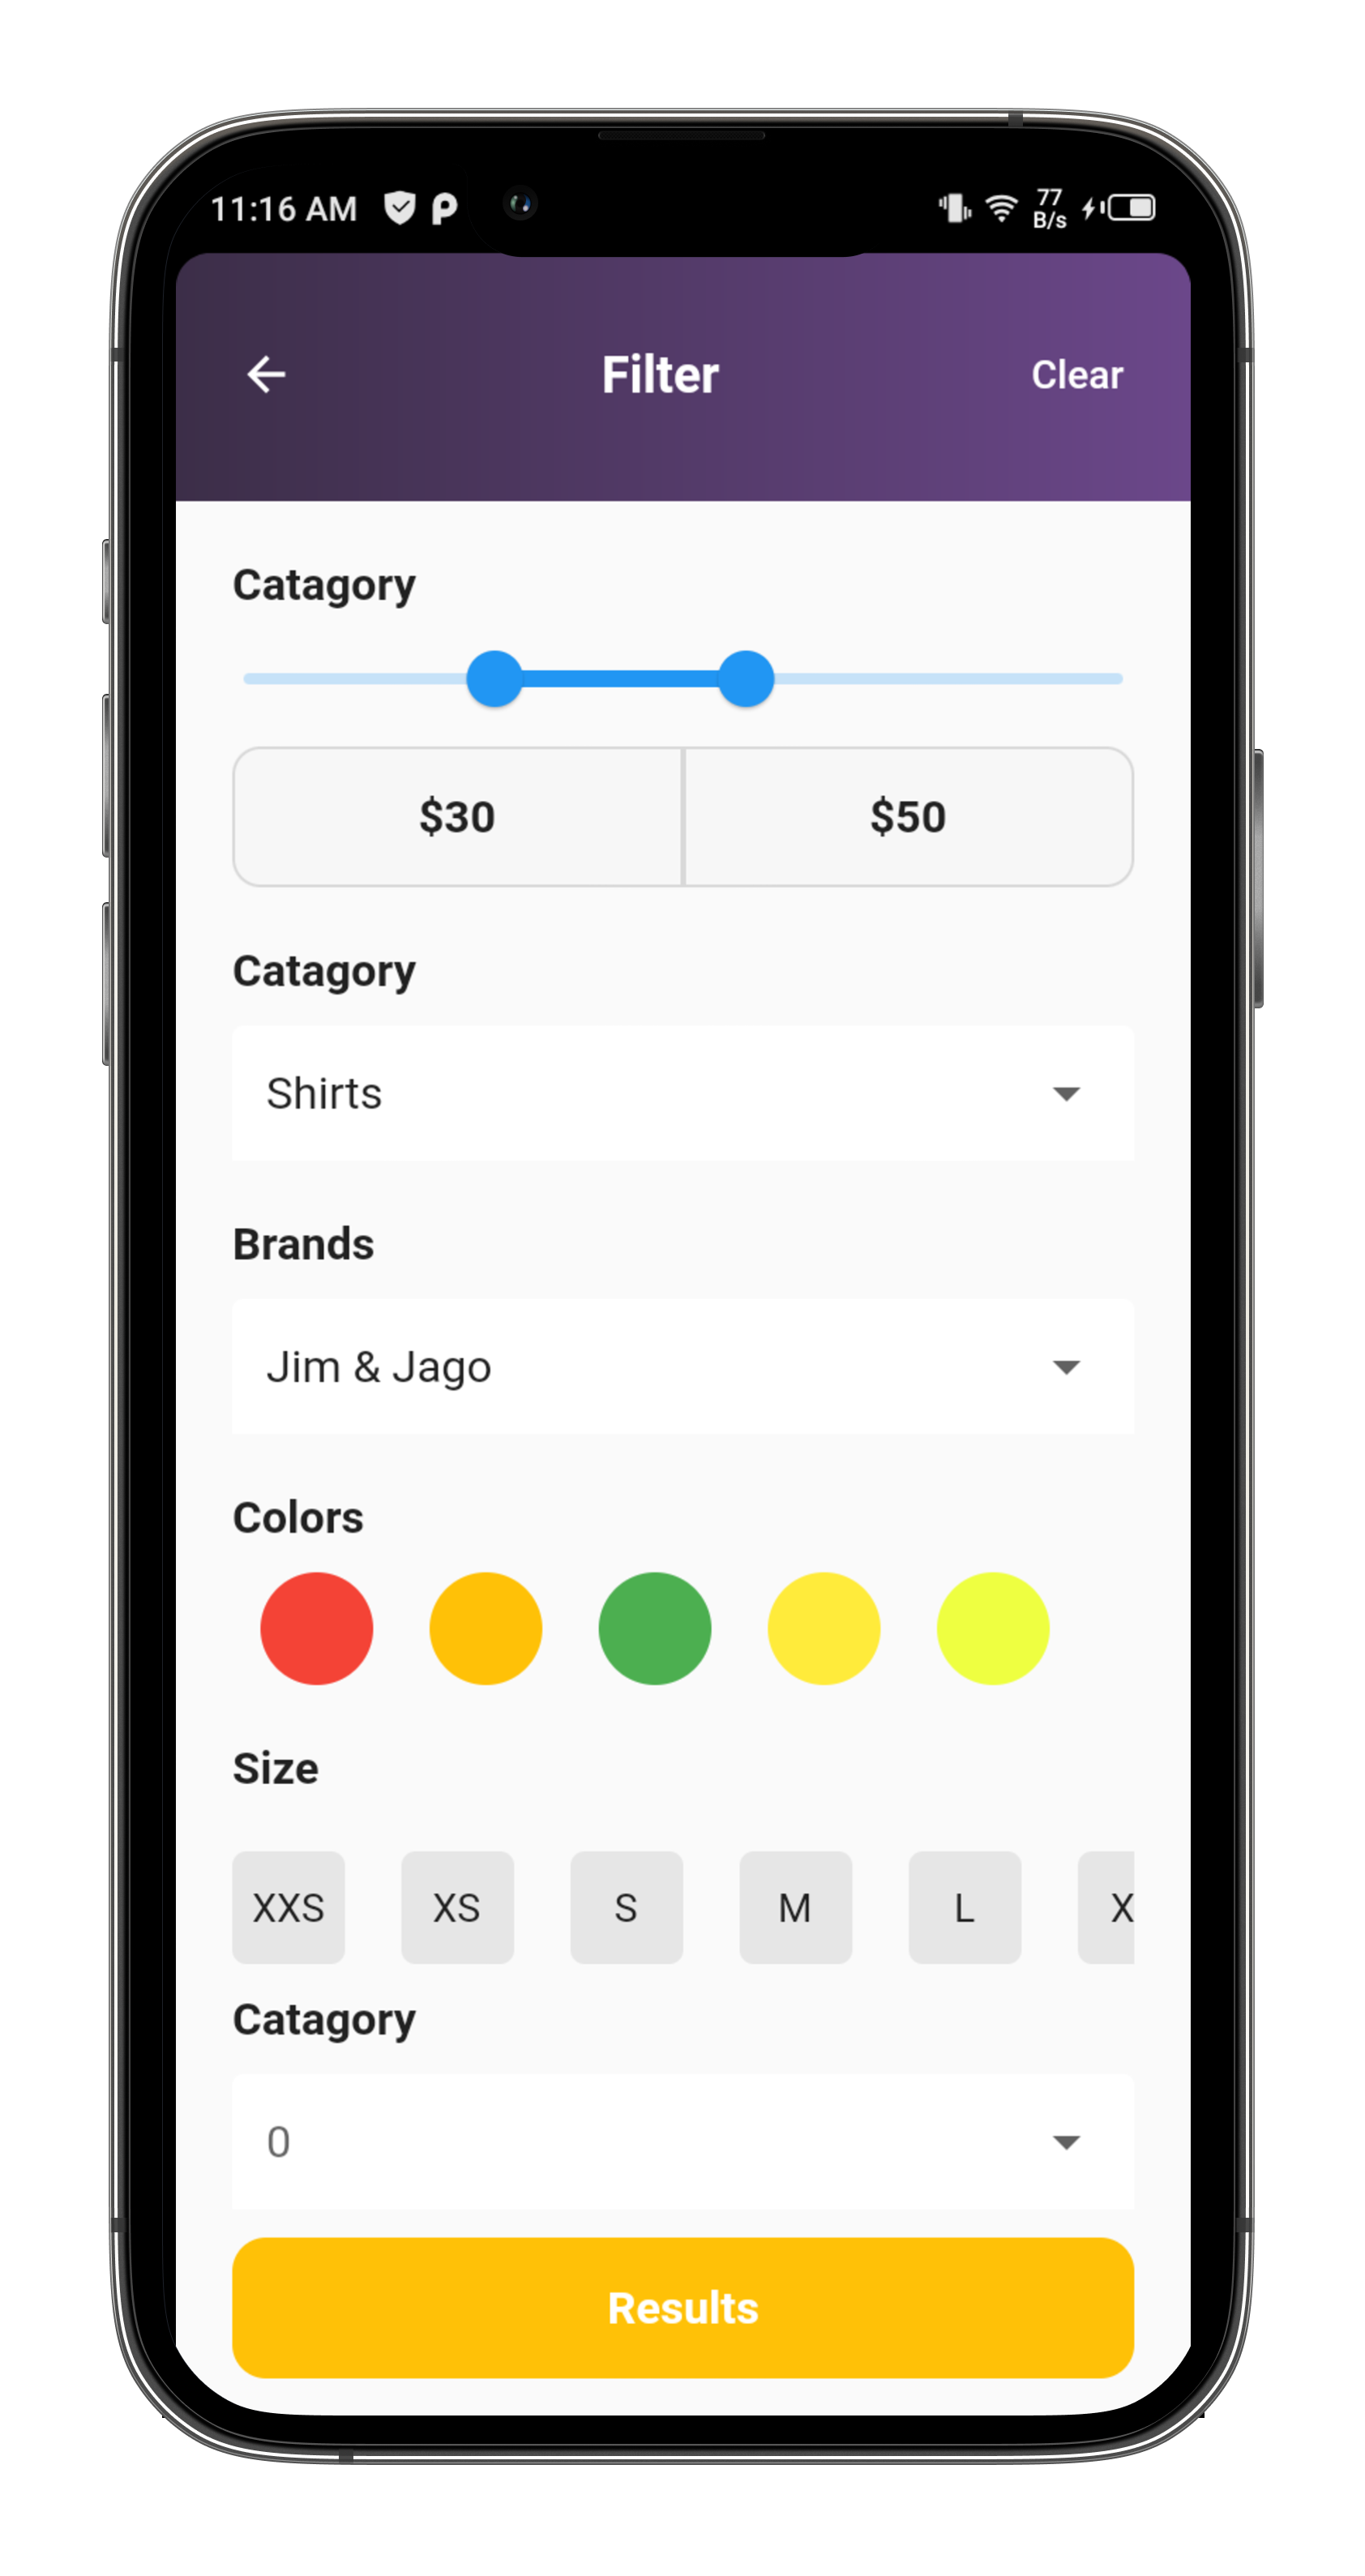 11:16 AM 77 B/s
Filter Clear
Catagory
$30 $50
Catagory
Shirts
Brands
Jim & Jago
Colors
Size
XXS XS S M L X
Catagory
0
Results